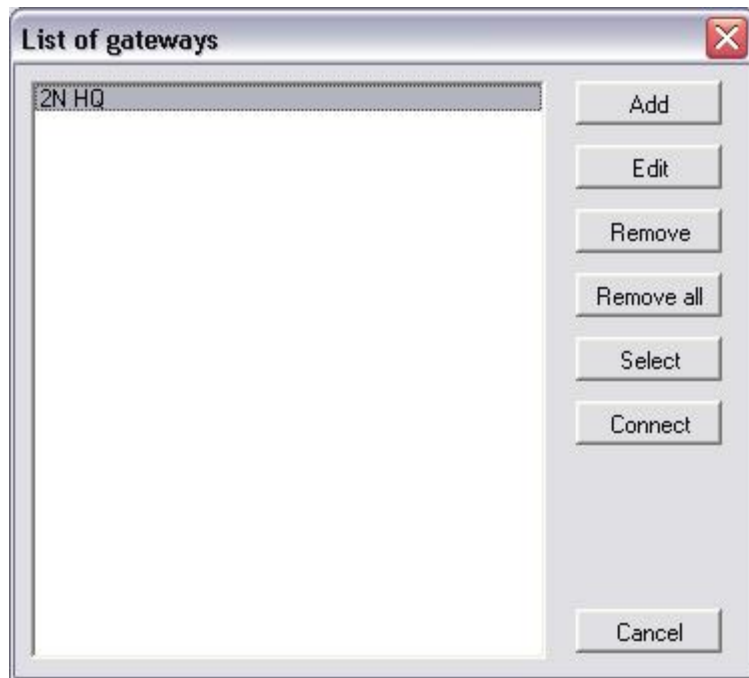 List of gateways
2N HQ
Add
Edit
Remove
Remove all
Select
Connect
Cancel